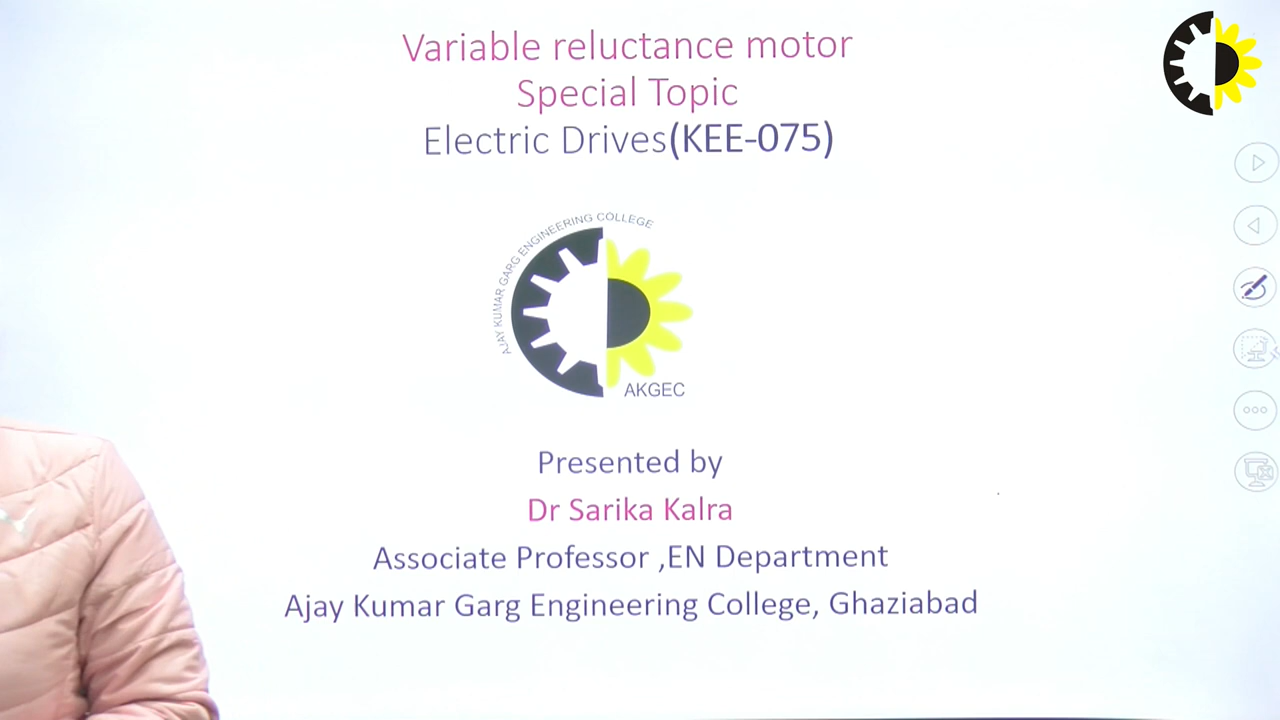 Variable reluctance motor
Special Topic
Electric Drives(KEE-075)
AJAY KUMAR GARG ENGINEERING COLLEGE
AKGEC
Presented by
Dr Sarika Kalra
Associate Professor ,EN Department
Ajay Kumar Garg Engineering College, Ghaziabad